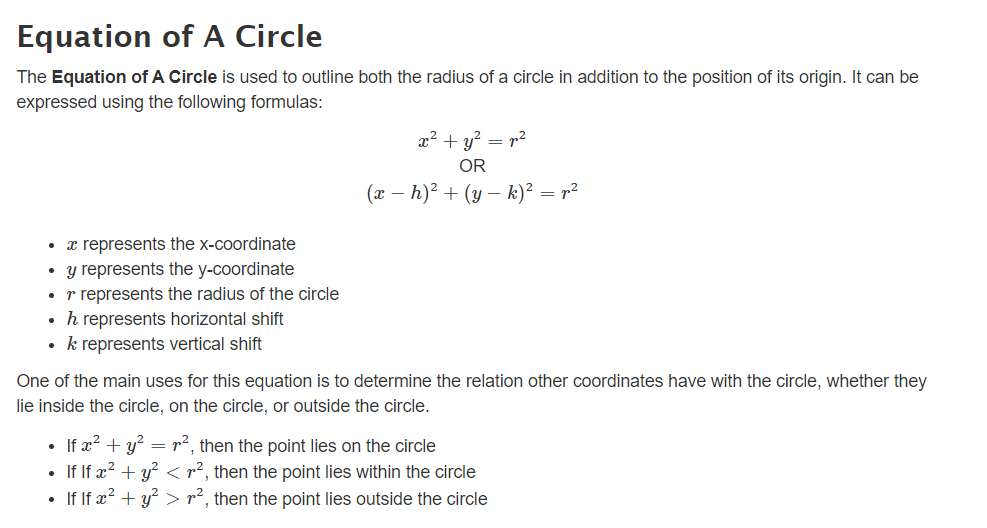 Equation of A Circle
The Equation of A Circle is used to outline both the radius of a circle in addition to the position of its origin. It can be
expressed using the following formulas:
x² + y² = r²
OR
(x − h)² + (y − k)² = r²
• x represents the x-coordinate
• y represents the y-coordinate
• r represents the radius of the circle
• h represents horizontal shift
• k represents vertical shift
One of the main uses for this equation is to determine the relation other coordinates have with the circle, whether they
lie inside the circle, on the circle, or outside the circle.
• If x² + y² = r², then the point lies on the circle
• If If x² + y² < r², then the point lies within the circle
• If If x² + y² > r², then the point lies outside the circle